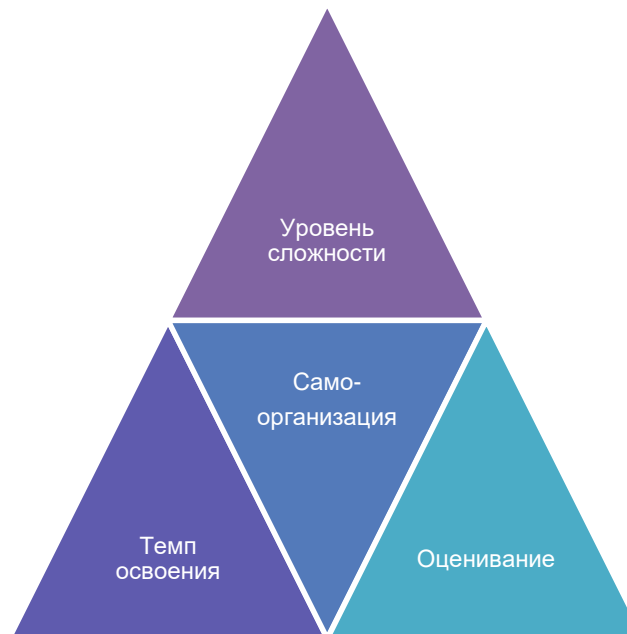 Уровень
сложности
Само-
организация
Темп
освоения
Оценивание